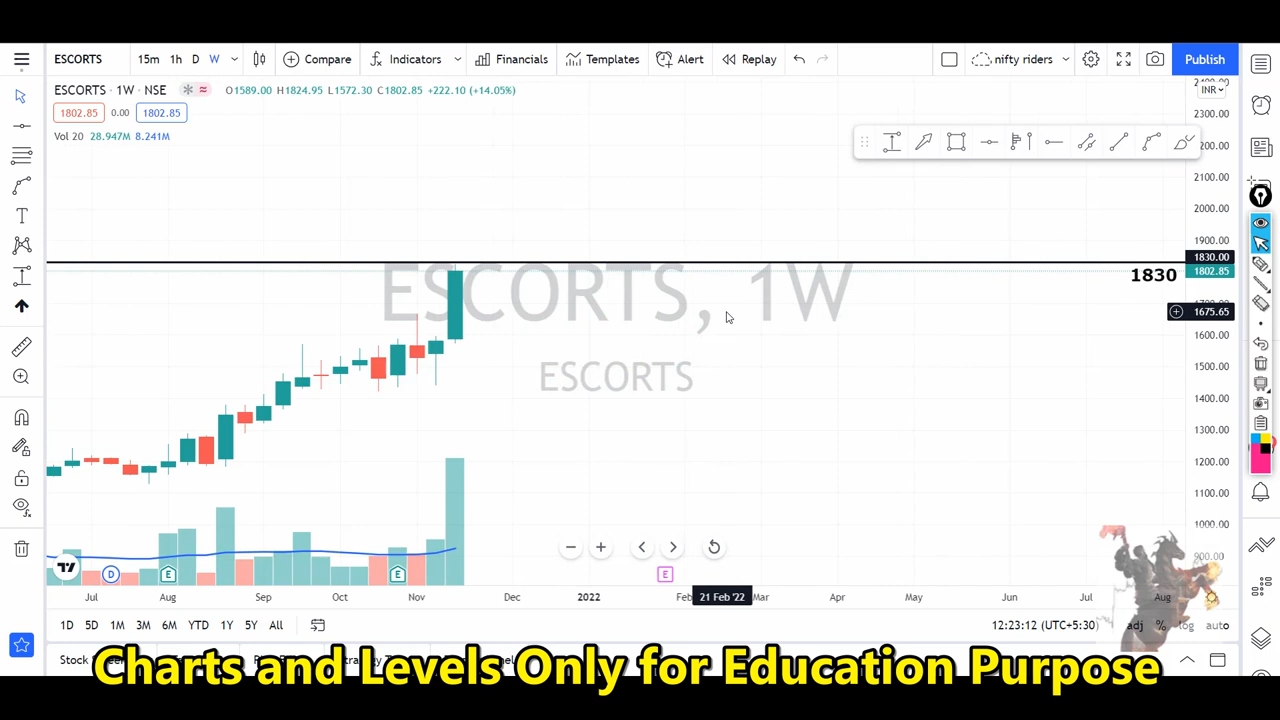 ESCORTS 15m 1h D W Compare Indicators Financials Templates Alert Replay nifty riders Publish
ESCORTS · 1W · NSE O1589.00 H1824.95 L1572.30 C1802.85 +222.10 (+14.05%) INR
1802.85 0.00 1802.85
Vol 20 28.947M 8.241M
2300.00
2200.00
2100.00
2000.00
1900.00
1830.00
1802.85
1830
ESCORTS, 1W
1675.65
1600.00
ESCORTS
1500.00
1400.00
1300.00
1200.00
1100.00
1000.00
900.00
D E E E
Jul Aug Sep Oct Nov Dec 2022 Feb 21 Feb '22 Mar Apr May Jun Jul Aug
1D 5D 1M 3M 6M YTD 1Y 5Y All 12:23:12 (UTC+5:30) adj % log auto
Charts and Levels Only for Education Purpose